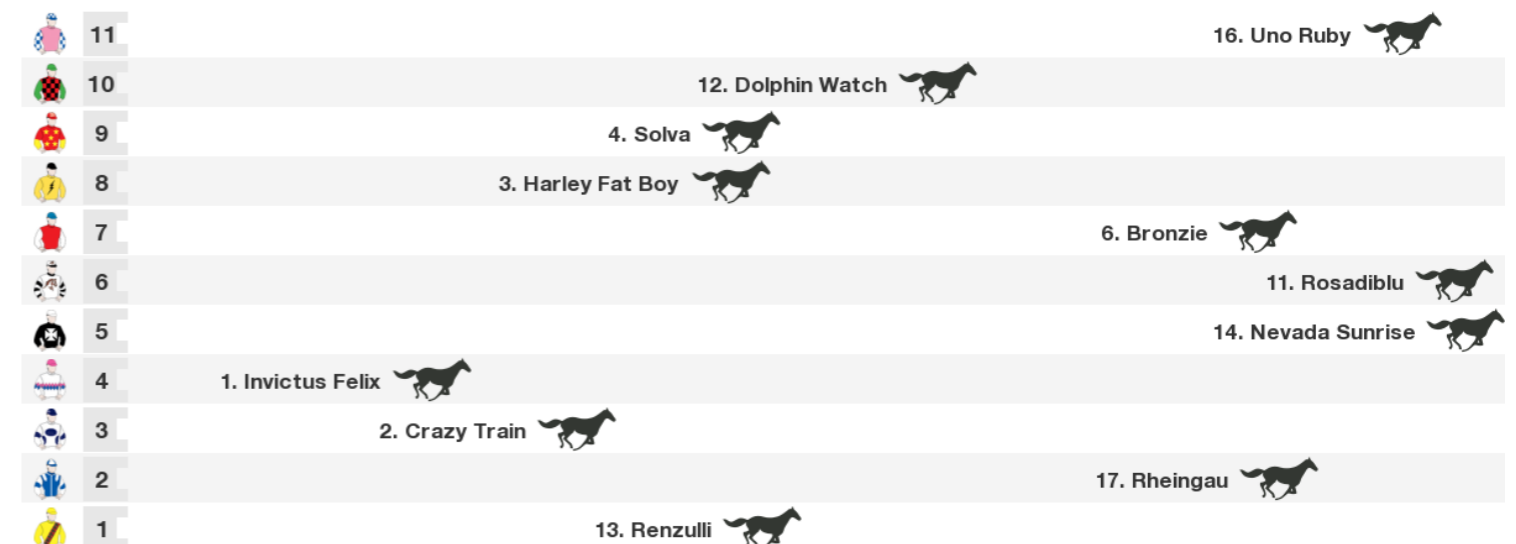 11 16. Uno Ruby
10 12. Dolphin Watch
9 4. Solva
8 3. Harley Fat Boy
7 6. Bronzie
6 11. Rosadiblu
5 14. Nevada Sunrise
4 1. Invictus Felix
3 2. Crazy Train
2 17. Rheingau
1 13. Renzulli